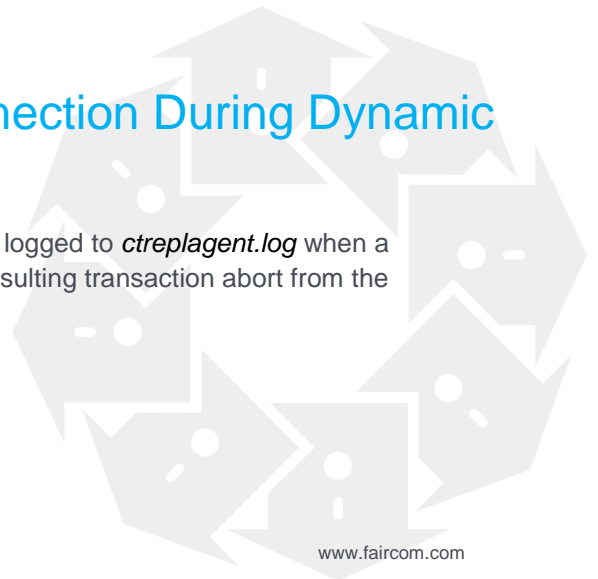 nection During Dynamic
logged to ctreplagent.log when a
sulting transaction abort from the
www.faircom.com